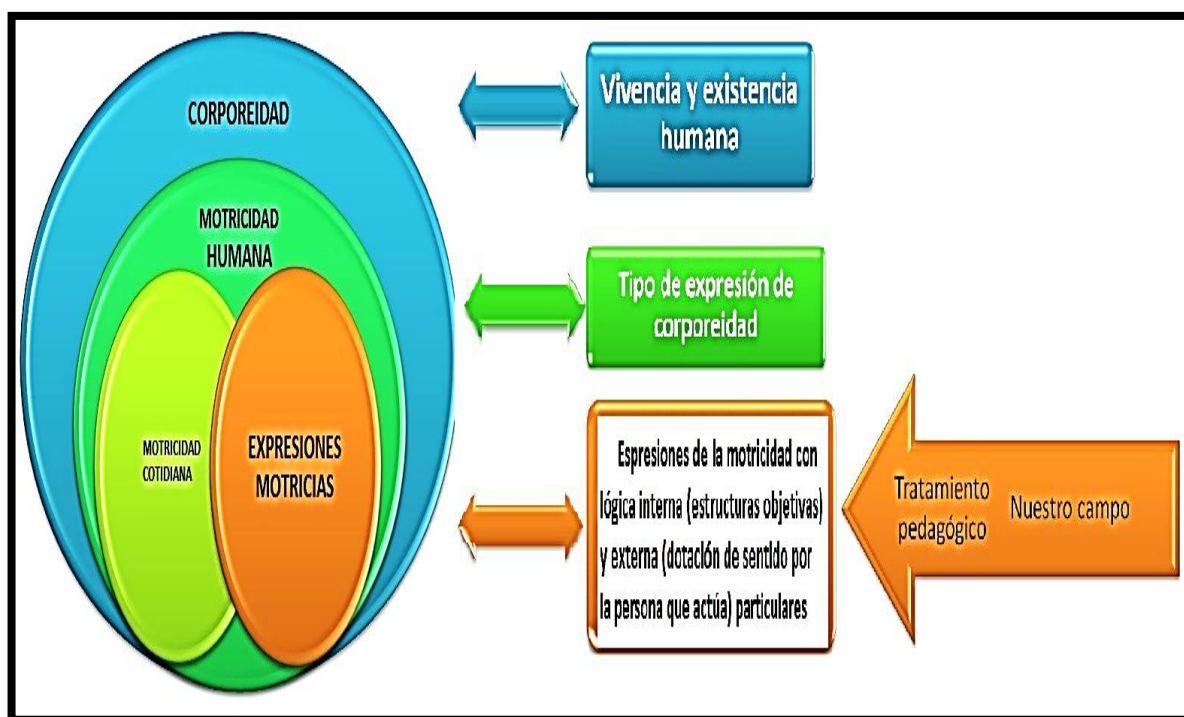 CORPOREIDAD
MOTRICIDAD
HUMANA
MOTRICIDAD
COTIDIANA
EXPRESIONES
MOTRICIAS
Vivencia y existencia
humana
Tipo de expresión de
corporeidad
Espresiones de la motricidad con
lógica interna (estructuras objetivas)
y externa (dotación de sentido por
la persona que actúa) particulares
Tratamiento
pedagógico
Nuestro campo